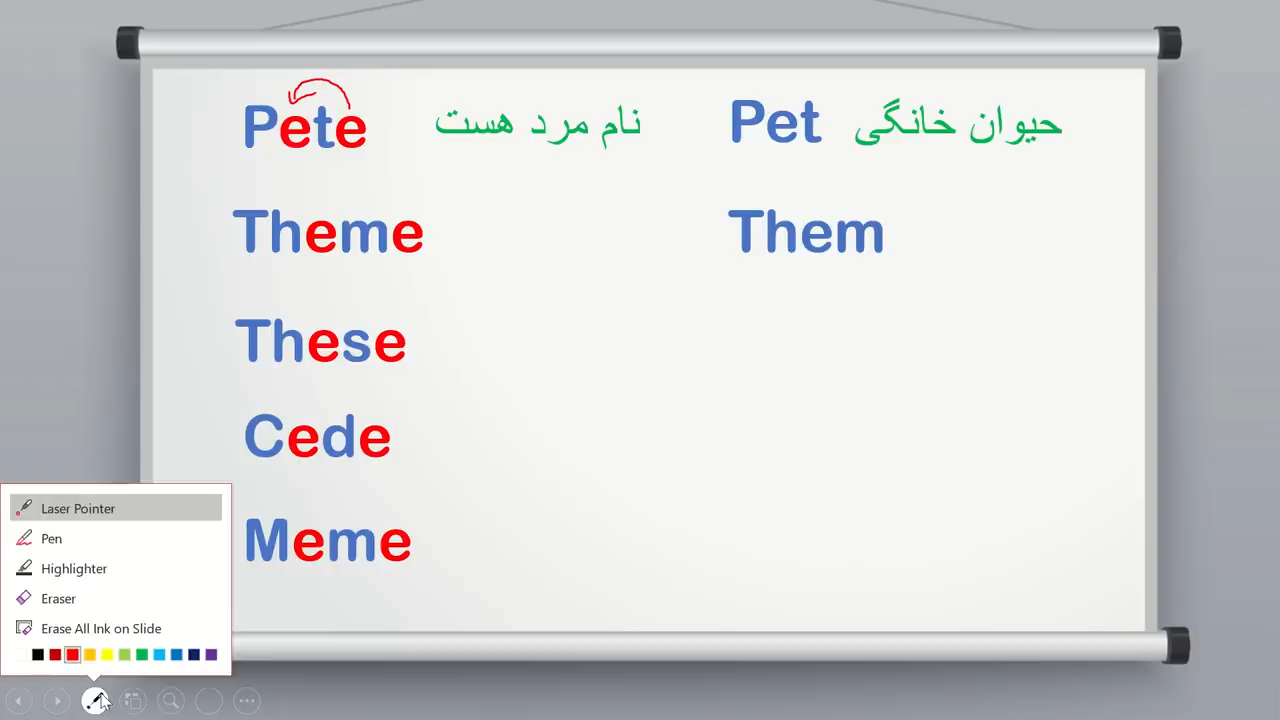 Pete نام مرد هست Pet حیوان خانگی
Theme Them
These
Cede
Meme
Laser Pointer
Pen
Highlighter
Eraser
Erase All Ink on Slide